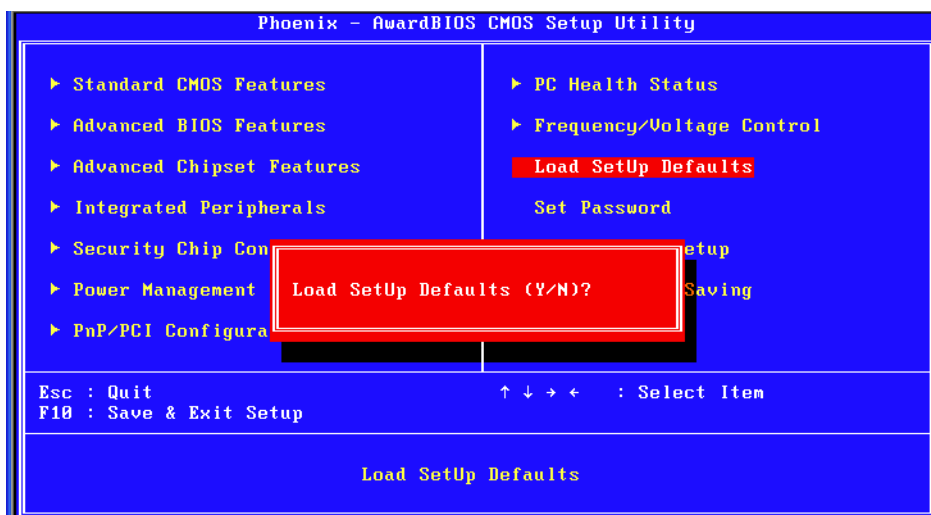 Phoenix - AwardBIOS CMOS Setup Utility
Standard CMOS Features
Advanced BIOS Features
Advanced Chipset Features
Integrated Peripherals
Security Chip Con
Power Management
PnP/PCI Configura
PC Health Status
Frequency/Voltage Control
Load SetUp Defaults
Set Password
etup
Saving
Load SetUp Defaults (Y/N)?
Esc : Quit
↑ ↓ → ← : Select Item
F10 : Save & Exit Setup
Load SetUp Defaults